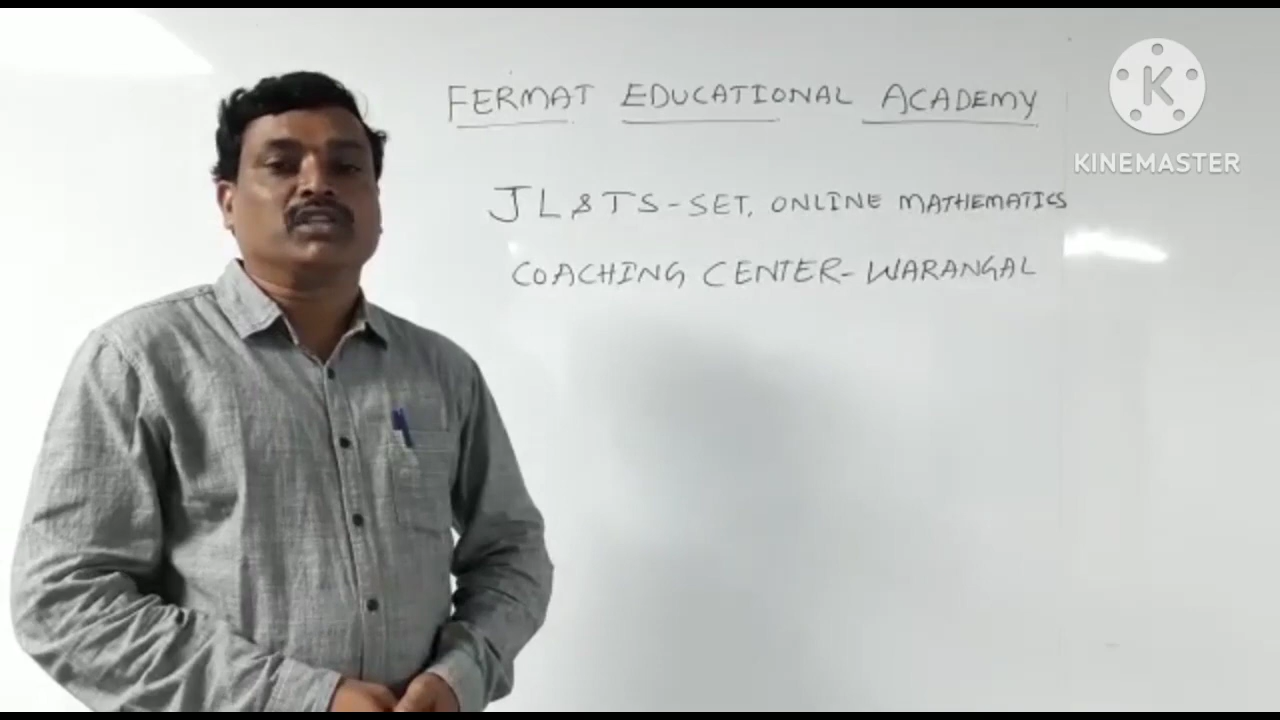 FERMAT EDUCATIONAL ACADEMY
JL & TS-SET, ONLINE MATHEMATICS
COACHING CENTER-WARANGAL
K
KINEMASTER